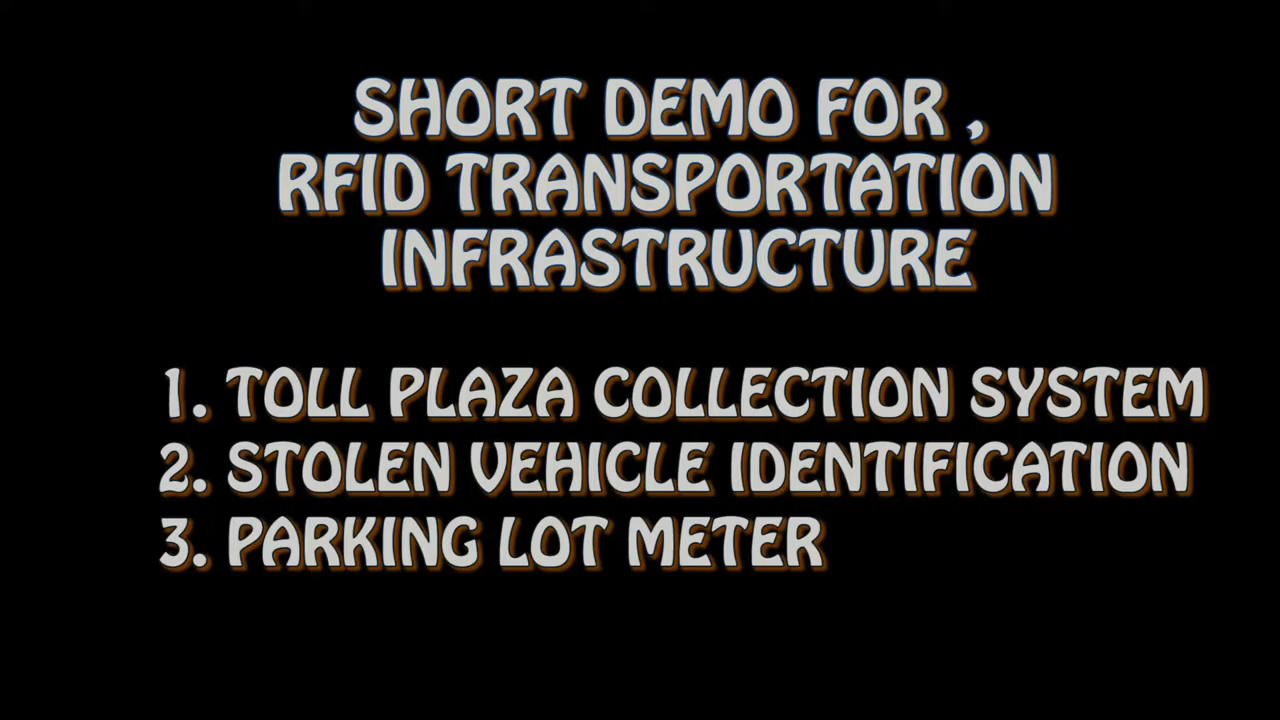 SHORT DEMO FOR ,
RFID TRANSPORTATION
INFRASTRUCTURE
1. TOLL PLAZA COLLECTION SYSTEM
2. STOLEN VEHICLE IDENTIFICATION
3. PARKING LOT METER